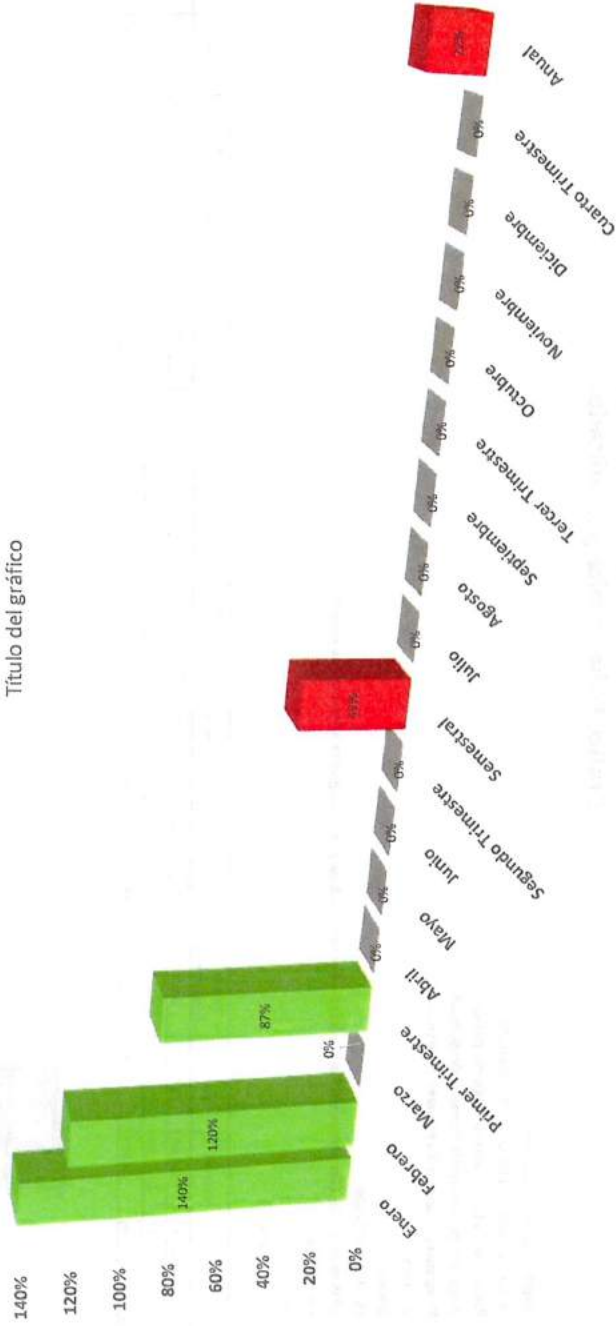 Título del gráfico
140%
120%
100%
80%
60%
40%
20%
0%
140%
120%
0%
87%
0%
0%
0%
0%
43%
0%
0%
0%
0%
0%
0%
0%
0%
22%
Enero
Febrero
Marzo
Primer Trimestre
Abril
Mayo
Junio
Segundo Trimestre
Semestral
Julio
Agosto
Septiembre
Tercer Trimestre
Octubre
Noviembre
Diciembre
Cuarto Trimestre
Anual